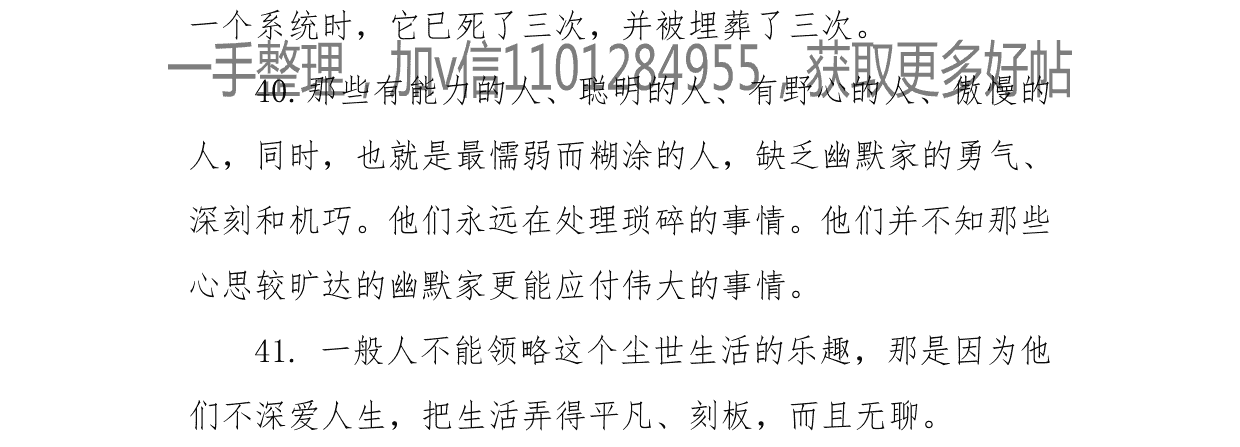 一个系统时，它已死了三次，并被埋葬了三次。
一手整理，加v信1101284955，获取更多好帖
40. 那些有能力的人、聪明的人、有野心的人、傲慢的
人，同时，也就是最懦弱而糊涂的人，缺乏幽默家的勇气、
深刻和机巧。他们永远在处理琐碎的事情。他们并不知那些
心思较旷达的幽默家更能应付伟大的事情。
41. 一般人不能领略这个尘世生活的乐趣，那是因为他
们不深爱人生，把生活弄得平凡、刻板，而且无聊。